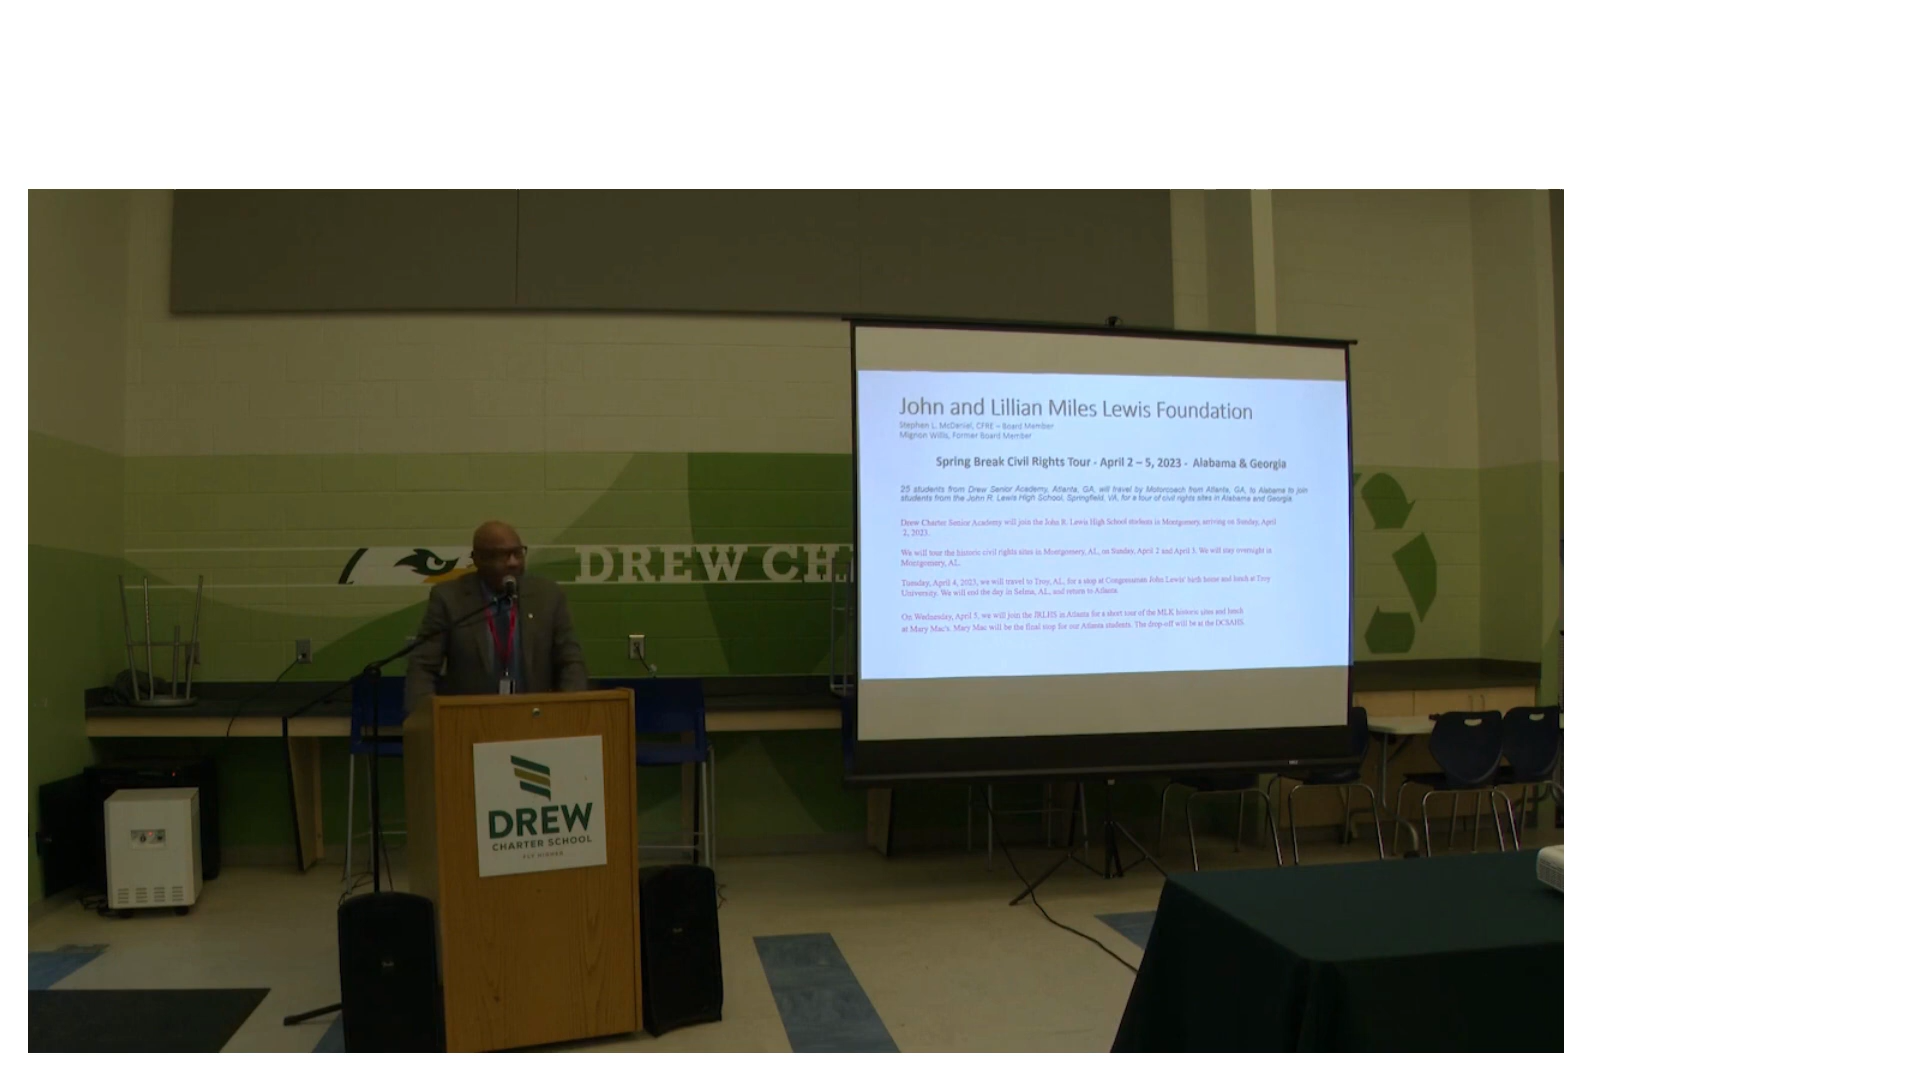 John and Lillian Miles Lewis Foundation
Stephen L. McDaniel, CFRE – Board Member
Mignon Willis, Former Board Member
Spring Break Civil Rights Tour - April 2 – 5, 2023 - Alabama & Georgia
25 students from Drew Senior Academy, Atlanta, GA, will travel by Motorcoach from Atlanta, GA, to Alabama to join
students from the John R. Lewis High School, Springfield, VA, for a tour of civil rights sites in Alabama and Georgia.
Drew Charter Senior Academy will join the John R. Lewis High School students in Montgomery, arriving on Sunday, April
2, 2023.
We will tour the historic civil rights sites in Montgomery, AL, on Sunday, April 2 and April 3. We will stay overnight in
Montgomery, AL.
Tuesday, April 4, 2023, we will travel to Troy, AL, for a stop at Congressman John Lewis' birth home and lunch at Troy
University. We will end the day in Selma, AL, and return to Atlanta.
On Wednesday, April 5, we will join the JRLHS in Atlanta for a short tour of the MLK historic sites and lunch
at Mary Mac's. Mary Mac will be the final stop for our Atlanta students. The drop-off will be at the DCSAHS.
DREW CH
DREW
CHARTER SCHOOL
FLY HIGHER